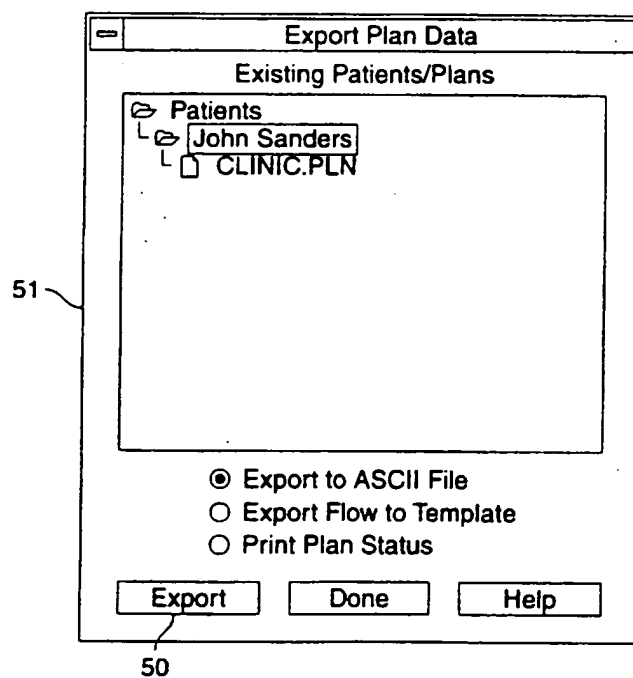 Export Plan Data
Existing Patients/Plans
Patients
John Sanders
CLINIC.PLN
51
Export to ASCII File
Export Flow to Template
Print Plan Status
Export Done Help
50